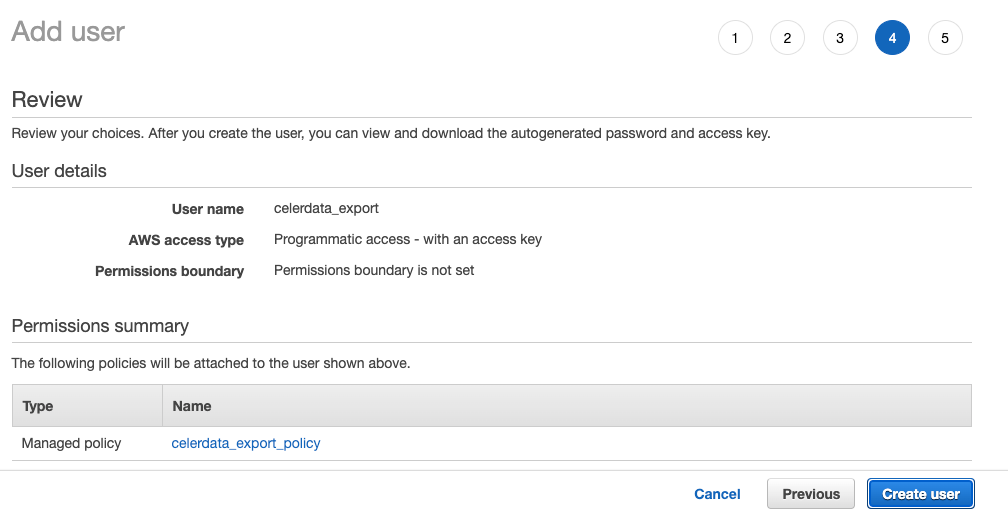 Add user
1 2 3 4 5
Review
Review your choices. After you create the user, you can view and download the autogenerated password and access key.
User details
User name celerdata_export
AWS access type Programmatic access - with an access key
Permissions boundary Permissions boundary is not set
Permissions summary
The following policies will be attached to the user shown above.
Type Name
Managed policy celerdata_export_policy
Cancel Previous Create user